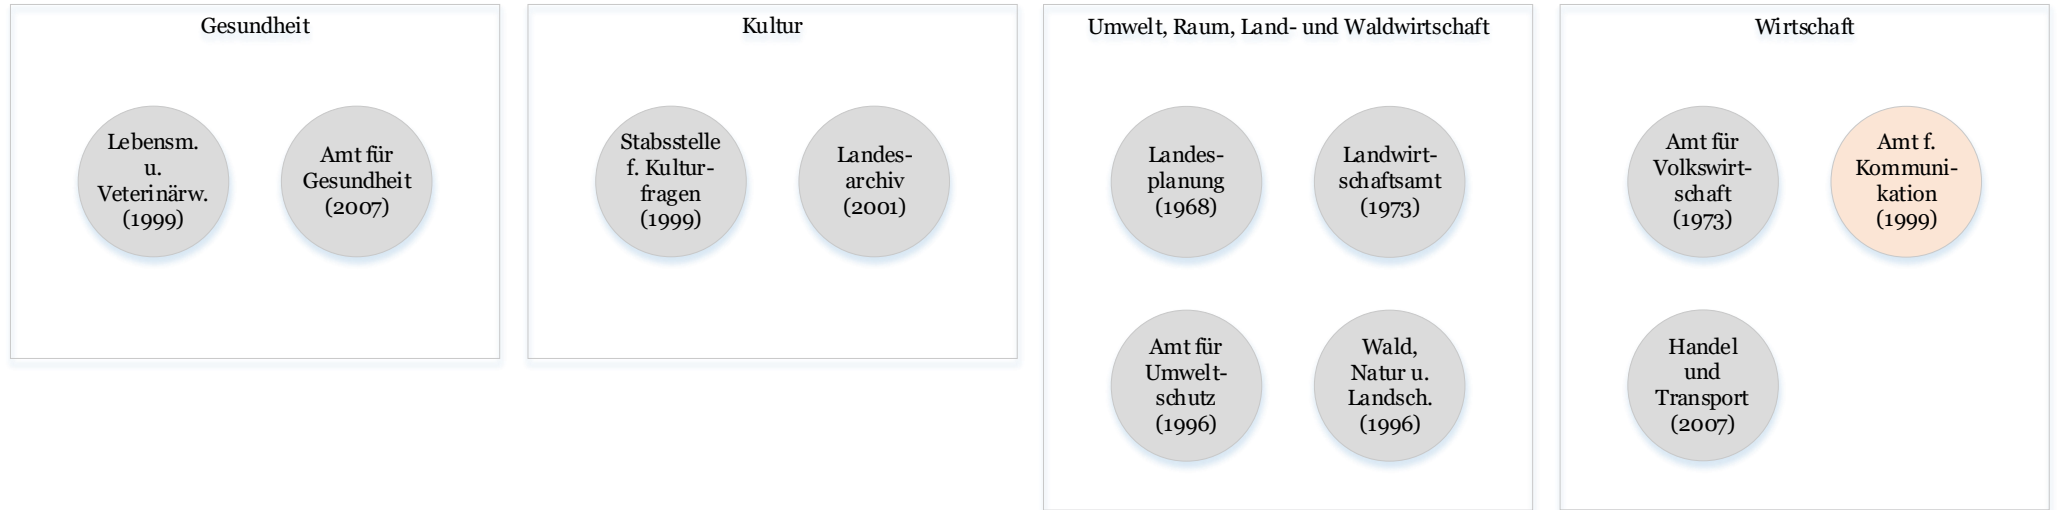 Gesundheit
Lebensm.
u.
Veterinärw.
(1999)
Amt für
Gesundheit
(2007)
Kultur
Stabsstelle
f. Kultur-
fragen
(1999)
Landes-
archiv
(2001)
Umwelt, Raum, Land- und Waldwirtschaft
Landes-
planung
(1968)
Landwirt-
schaftsamt
(1973)
Amt für
Umwelt-
schutz
(1996)
Wald,
Natur u.
Landsch.
(1996)
Wirtschaft
Amt für
Volkswirt-
schaft
(1973)
Amt f.
Kommuni-
kation
(1999)
Handel
und
Transport
(2007)